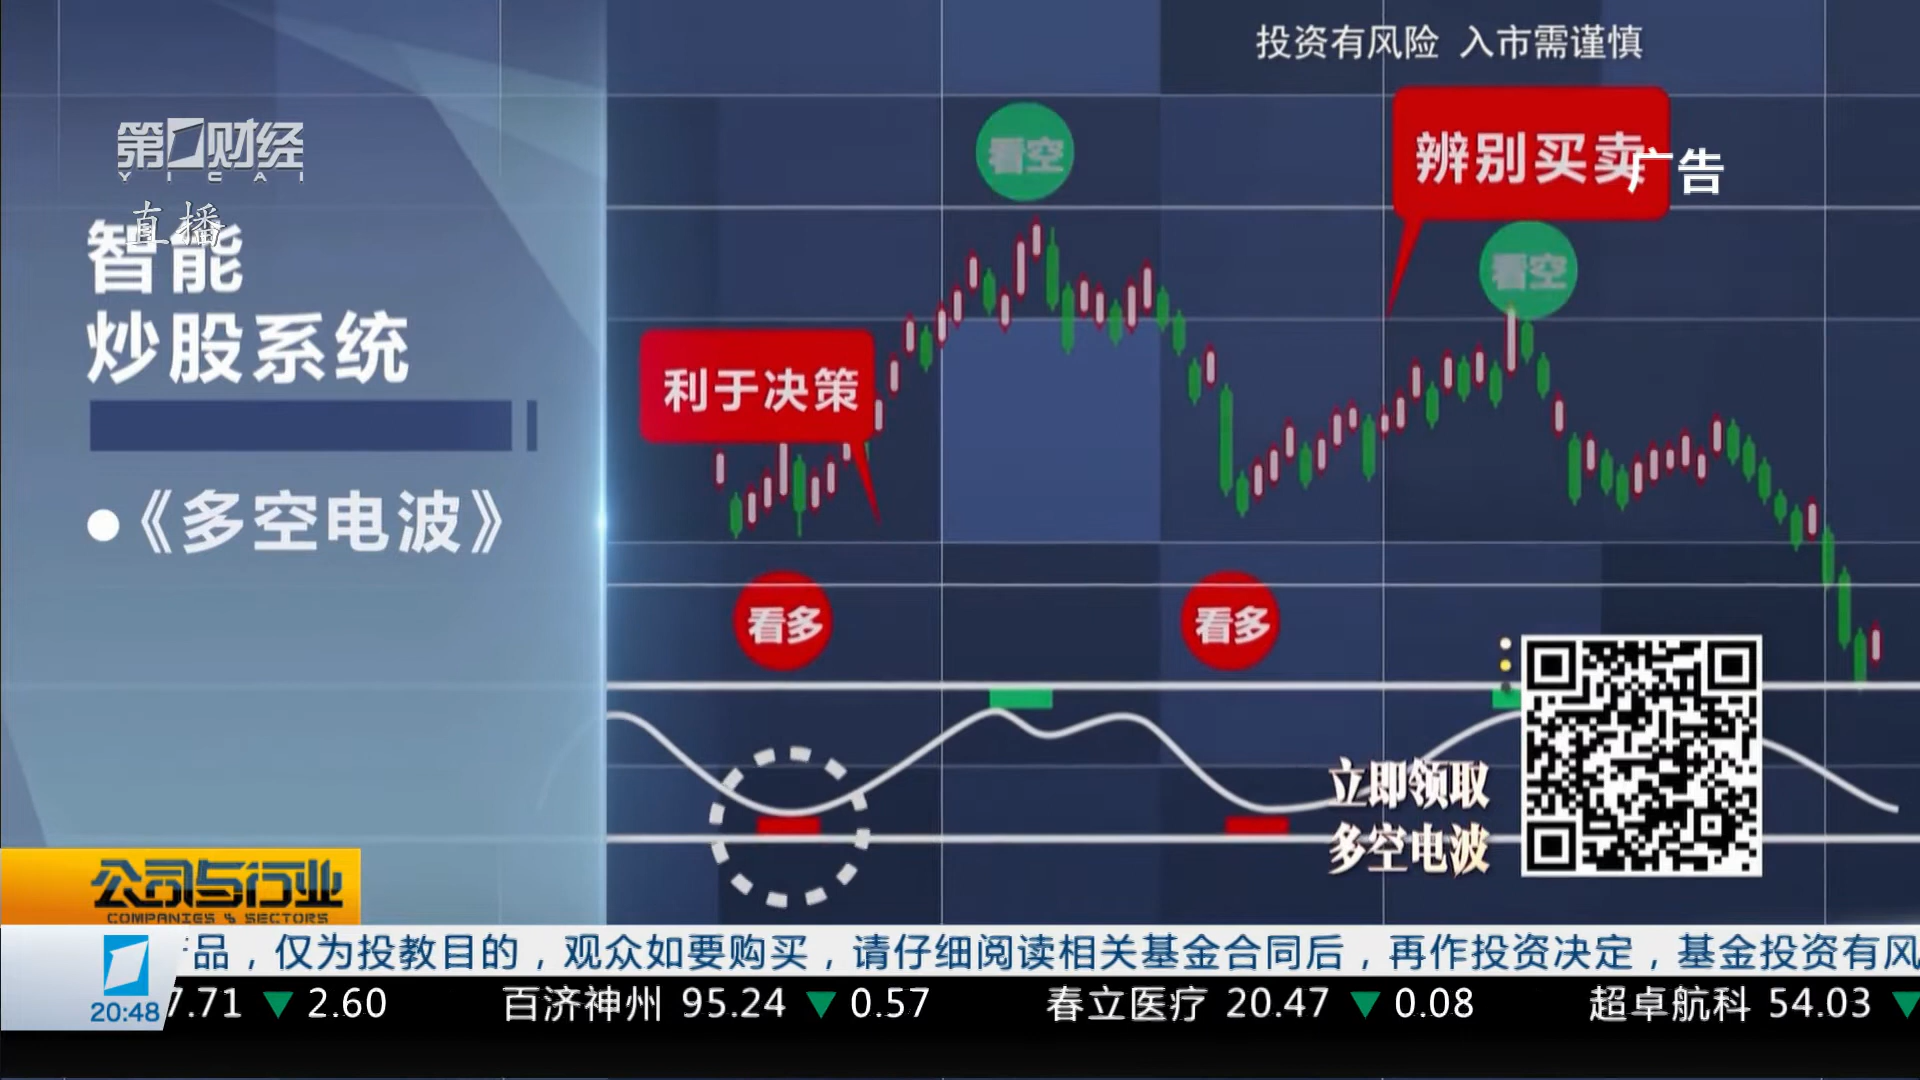 投资有风险 入市需谨慎
第1财经
YICAI
直播
广告
智能
炒股系统
《多空电波》
看空
辨别买卖
看空
利于决策
看多
看多
立即领取
多空电波
公司与行业
COMPANIES & SECTORS
品，仅为投教目的，观众如要购买，请仔细阅读相关基金合同后，再作投资决定，基金投资有风
20:48
7.71 ▼ 2.60 百济神州 95.24 ▼ 0.57 春立医疗 20.47 ▼ 0.08 超卓航科 54.03 ▼